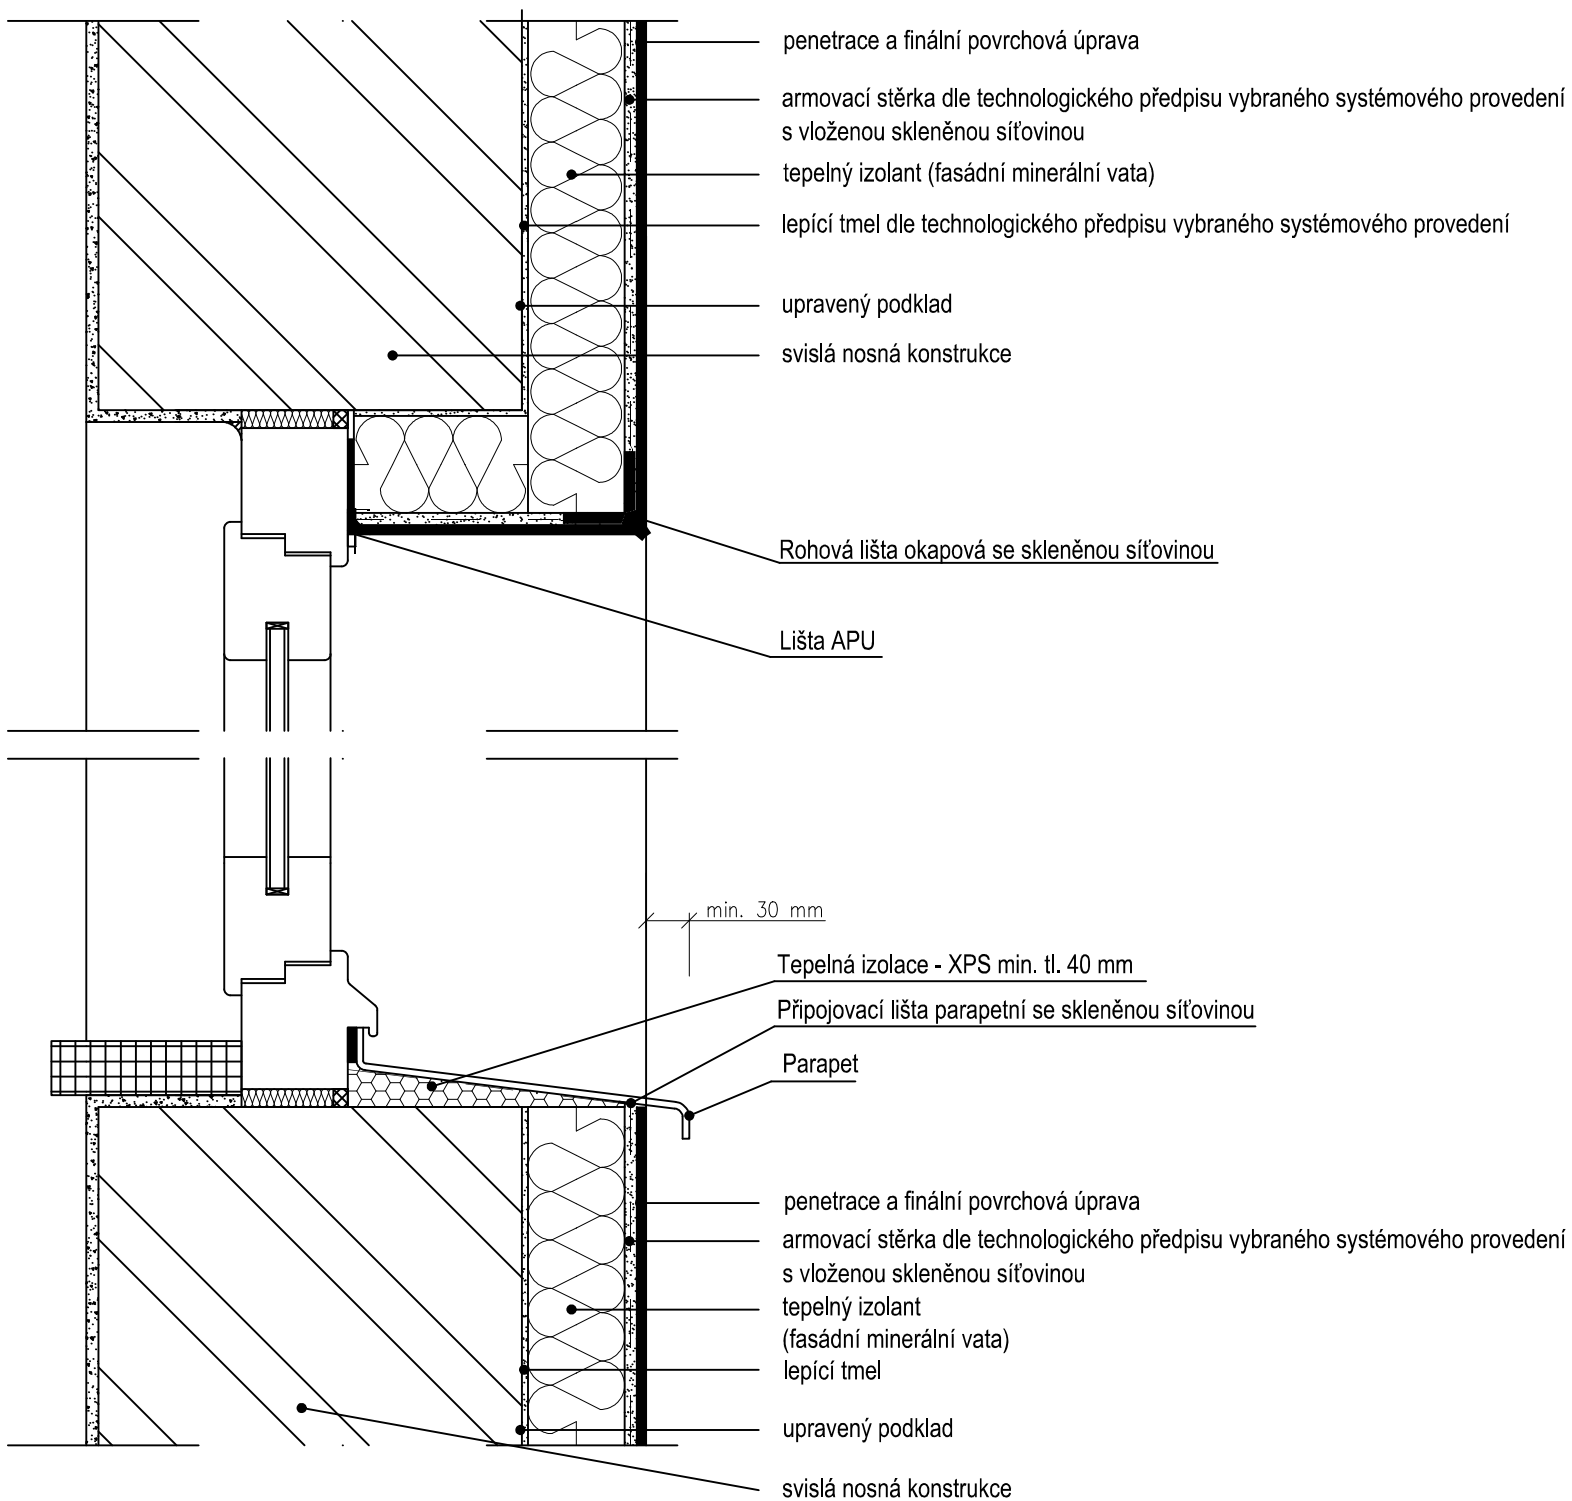 penetrace a finální povrchová úprava
armovací stěrka dle technologického předpisu vybraného systémového provedení
s vloženou skleněnou síťovinou
tepelný izolant (fasádní minerální vata)
lepící tmel dle technologického předpisu vybraného systémového provedení
upravený podklad
svislá nosná konstrukce
Rohová lišta okapová se skleněnou síťovinou
Lišta APU
min. 30 mm
Tepelná izolace - XPS min. tl. 40 mm
Připojovací lišta parapetní se skleněnou síťovinou
Parapet
penetrace a finální povrchová úprava
armovací stěrka dle technologického předpisu vybraného systémového provedení
s vloženou skleněnou síťovinou
tepelný izolant
(fasádní minerální vata)
lepící tmel
upravený podklad
svislá nosná konstrukce